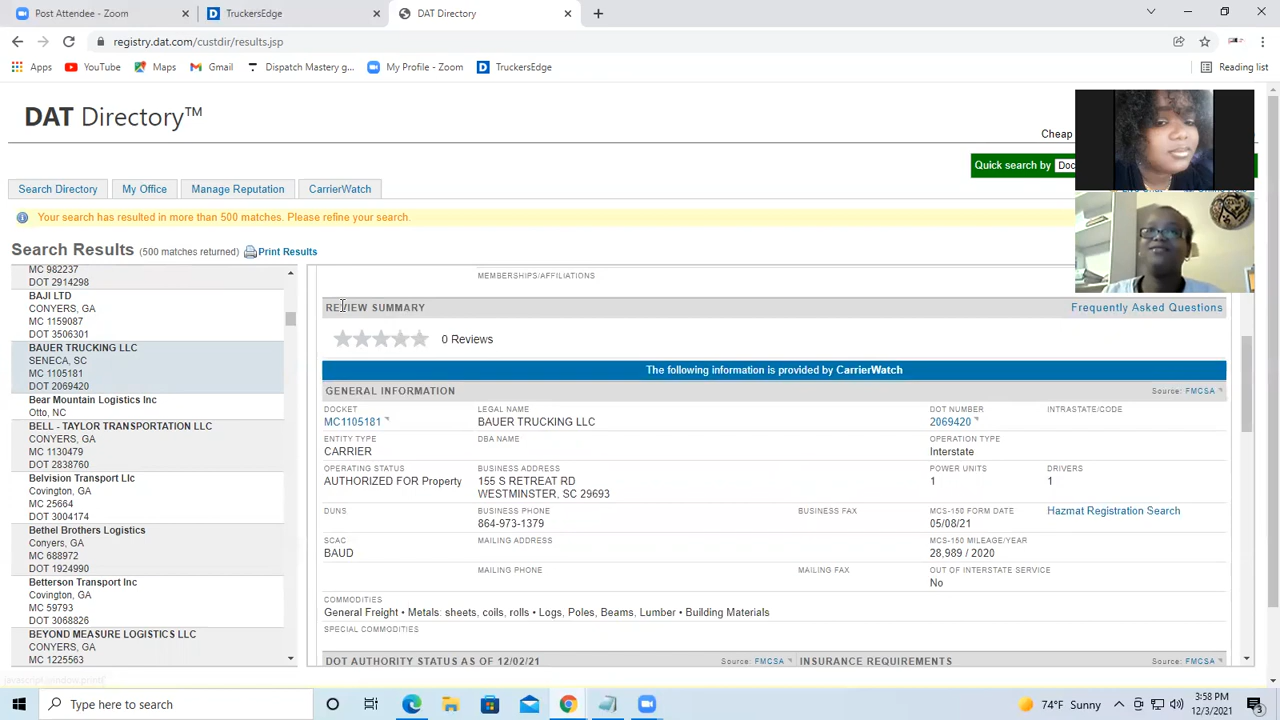 Post Attendee - Zoom
TruckersEdge
DAT Directory
registry.dat.com/custdir/results.jsp
Apps YouTube Maps Gmail Dispatch Mastery g... My Profile - Zoom TruckersEdge Reading list
DAT Directory™
Cheap
Quick search by Doc
Search Directory My Office Manage Reputation CarrierWatch
Your search has resulted in more than 500 matches. Please refine your search.
Search Results (500 matches returned) Print Results
MC 982237
DOT 2914298
BAJI LTD
CONYERS, GA
MC 1159087
DOT 3506301
BAUER TRUCKING LLC
SENECA, SC
MC 1105181
DOT 2069420
Bear Mountain Logistics Inc
Otto, NC
BELL - TAYLOR TRANSPORTATION LLC
CONYERS, GA
MC 1130479
DOT 2838760
Belvision Transport Llc
Covington, GA
MC 25664
DOT 3004174
Bethel Brothers Logistics
Conyers, GA
MC 688972
DOT 1924990
Betterson Transport Inc
Covington, GA
MC 59793
DOT 3068826
BEYOND MEASURE LOGISTICS LLC
CONYERS, GA
MC 1225563
MEMBERSHIPS/AFFILIATIONS
REVIEW SUMMARY Frequently Asked Questions
0 Reviews
The following information is provided by CarrierWatch
GENERAL INFORMATION Source: FMCSA
DOCKET LEGAL NAME DOT NUMBER INTRASTATE/CODE
MC1105181 BAUER TRUCKING LLC 2069420
ENTITY TYPE DBA NAME OPERATION TYPE
CARRIER Interstate
OPERATING STATUS BUSINESS ADDRESS POWER UNITS DRIVERS
AUTHORIZED FOR Property 155 S RETREAT RD 1 1
WESTMINSTER, SC 29693
DUNS BUSINESS PHONE BUSINESS FAX MCS-150 FORM DATE Hazmat Registration Search
864-973-1379 05/08/21
SCAC MAILING ADDRESS MCS-150 MILEAGE/YEAR
BAUD 28,989 / 2020
MAILING PHONE MAILING FAX OUT OF INTERSTATE SERVICE
No
COMMODITIES
General Freight • Metals: sheets, coils, rolls • Logs, Poles, Beams, Lumber • Building Materials
SPECIAL COMMODITIES
DOT AUTHORITY STATUS AS OF 12/02/21 Source: FMCSA INSURANCE REQUIREMENTS Source: FMCSA
Type here to search
74°F Sunny
3:58 PM
12/3/2021
3